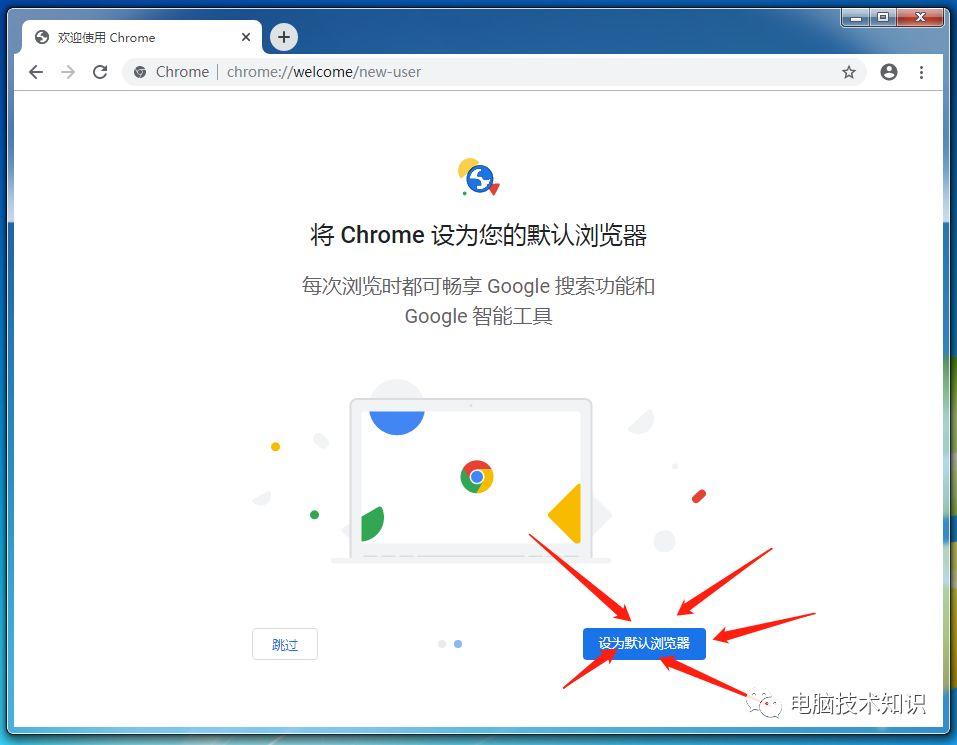 欢迎使用 Chrome
Chrome | chrome://welcome/new-user
将 Chrome 设为您的默认浏览器
每次浏览时都可畅享 Google 搜索功能和
Google 智能工具
跳过
设为默认浏览器
电脑技术知识